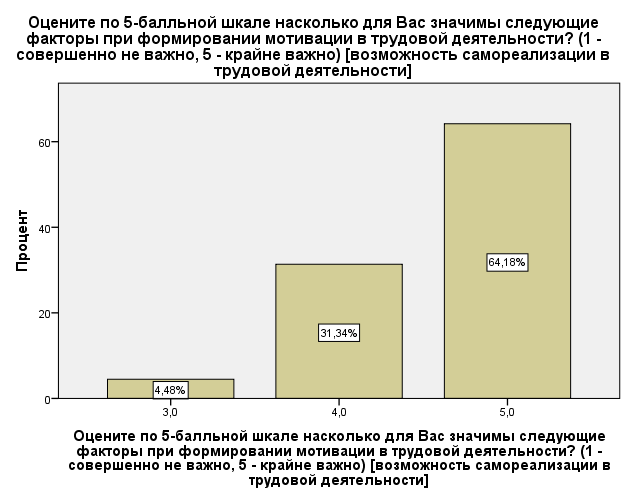 Оцените по 5-балльной шкале насколько для Вас значимы следующие
факторы при формировании мотивации в трудовой деятельности? (1 -
совершенно не важно, 5 - крайне важно) [возможность самореализации в
трудовой деятельности]
Процент
60
40
20
0
4,48%
31,34%
64,18%
3,0
4,0
5,0
Оцените по 5-балльной шкале насколько для Вас значимы следующие
факторы при формировании мотивации в трудовой деятельности? (1 -
совершенно не важно, 5 - крайне важно) [возможность самореализации в
трудовой деятельности]